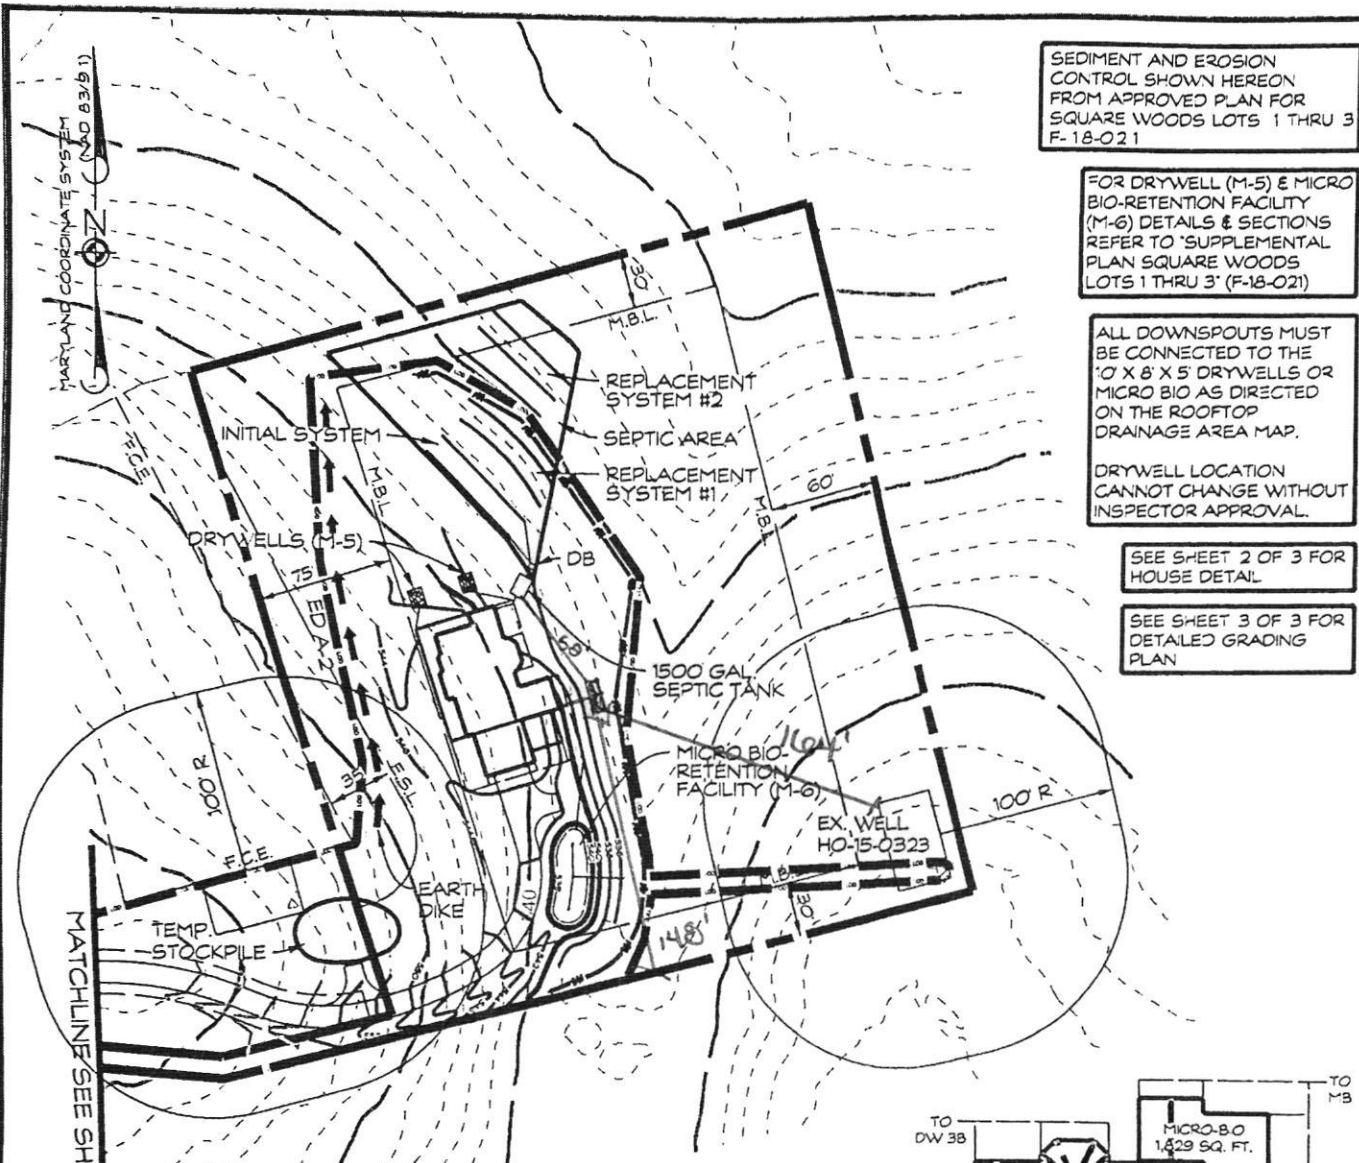 SEDIMENT AND EROSION
CONTROL SHOWN HEREON
FROM APPROVED PLAN FOR
SQUARE WOODS LOTS 1 THRU 3
F-18-021
FOR DRYWELL (M-5) & MICRO
BIO-RETENTION FACILITY
(M-6) DETAILS & SECTIONS
REFER TO "SUPPLEMENTAL
PLAN SQUARE WOODS
LOTS 1 THRU 3" (F-18-021)
ALL DOWNSPOUTS MUST
BE CONNECTED TO THE
10' X 8' X 5' DRYWELLS OR
MICRO BIO AS DIRECTED
ON THE ROOFTOP
DRAINAGE AREA MAP.
DRYWELL LOCATION
CANNOT CHANGE WITHOUT
INSPECTOR APPROVAL.
SEE SHEET 2 OF 3 FOR
HOUSE DETAIL
SEE SHEET 3 OF 3 FOR
DETAILED GRADING
PLAN
MARYLAND COORDINATE SYSTEM
(NAD 83/91)
N
30'
M.B.L.
REPLACEMENT
SYSTEM #2
INITIAL SYSTEM
SEPTIC AREA
REPLACEMENT
SYSTEM #1
F.C.E.
M.B.L.
60'
M.B.L.
DRYWELLS (M-5)
DB
75'
1500 GAL.
SEPTIC TANK
164'
MICRO BIO-
RETENTION
FACILITY (M-6)
100' R
35'
100' R
EX. WELL
HO-15-0323
F.C.E.
EARTH
DIKE
40
30'
148'
TEMP.
STOCKPILE
MATCHLINE SEE SH
TO
DW 3B
MICRO-BIO
1,829 SQ. FT.
TO
MB